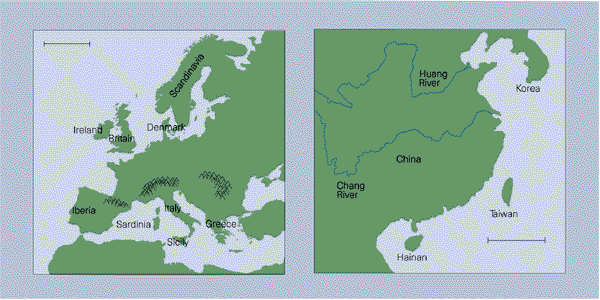 Scandinavia
Ireland
Britain
Denmark
Iberia
Italy
Sardinia
Greece
Sicily
Huang
River
Korea
China
Chang
River
Taiwan
Hainan